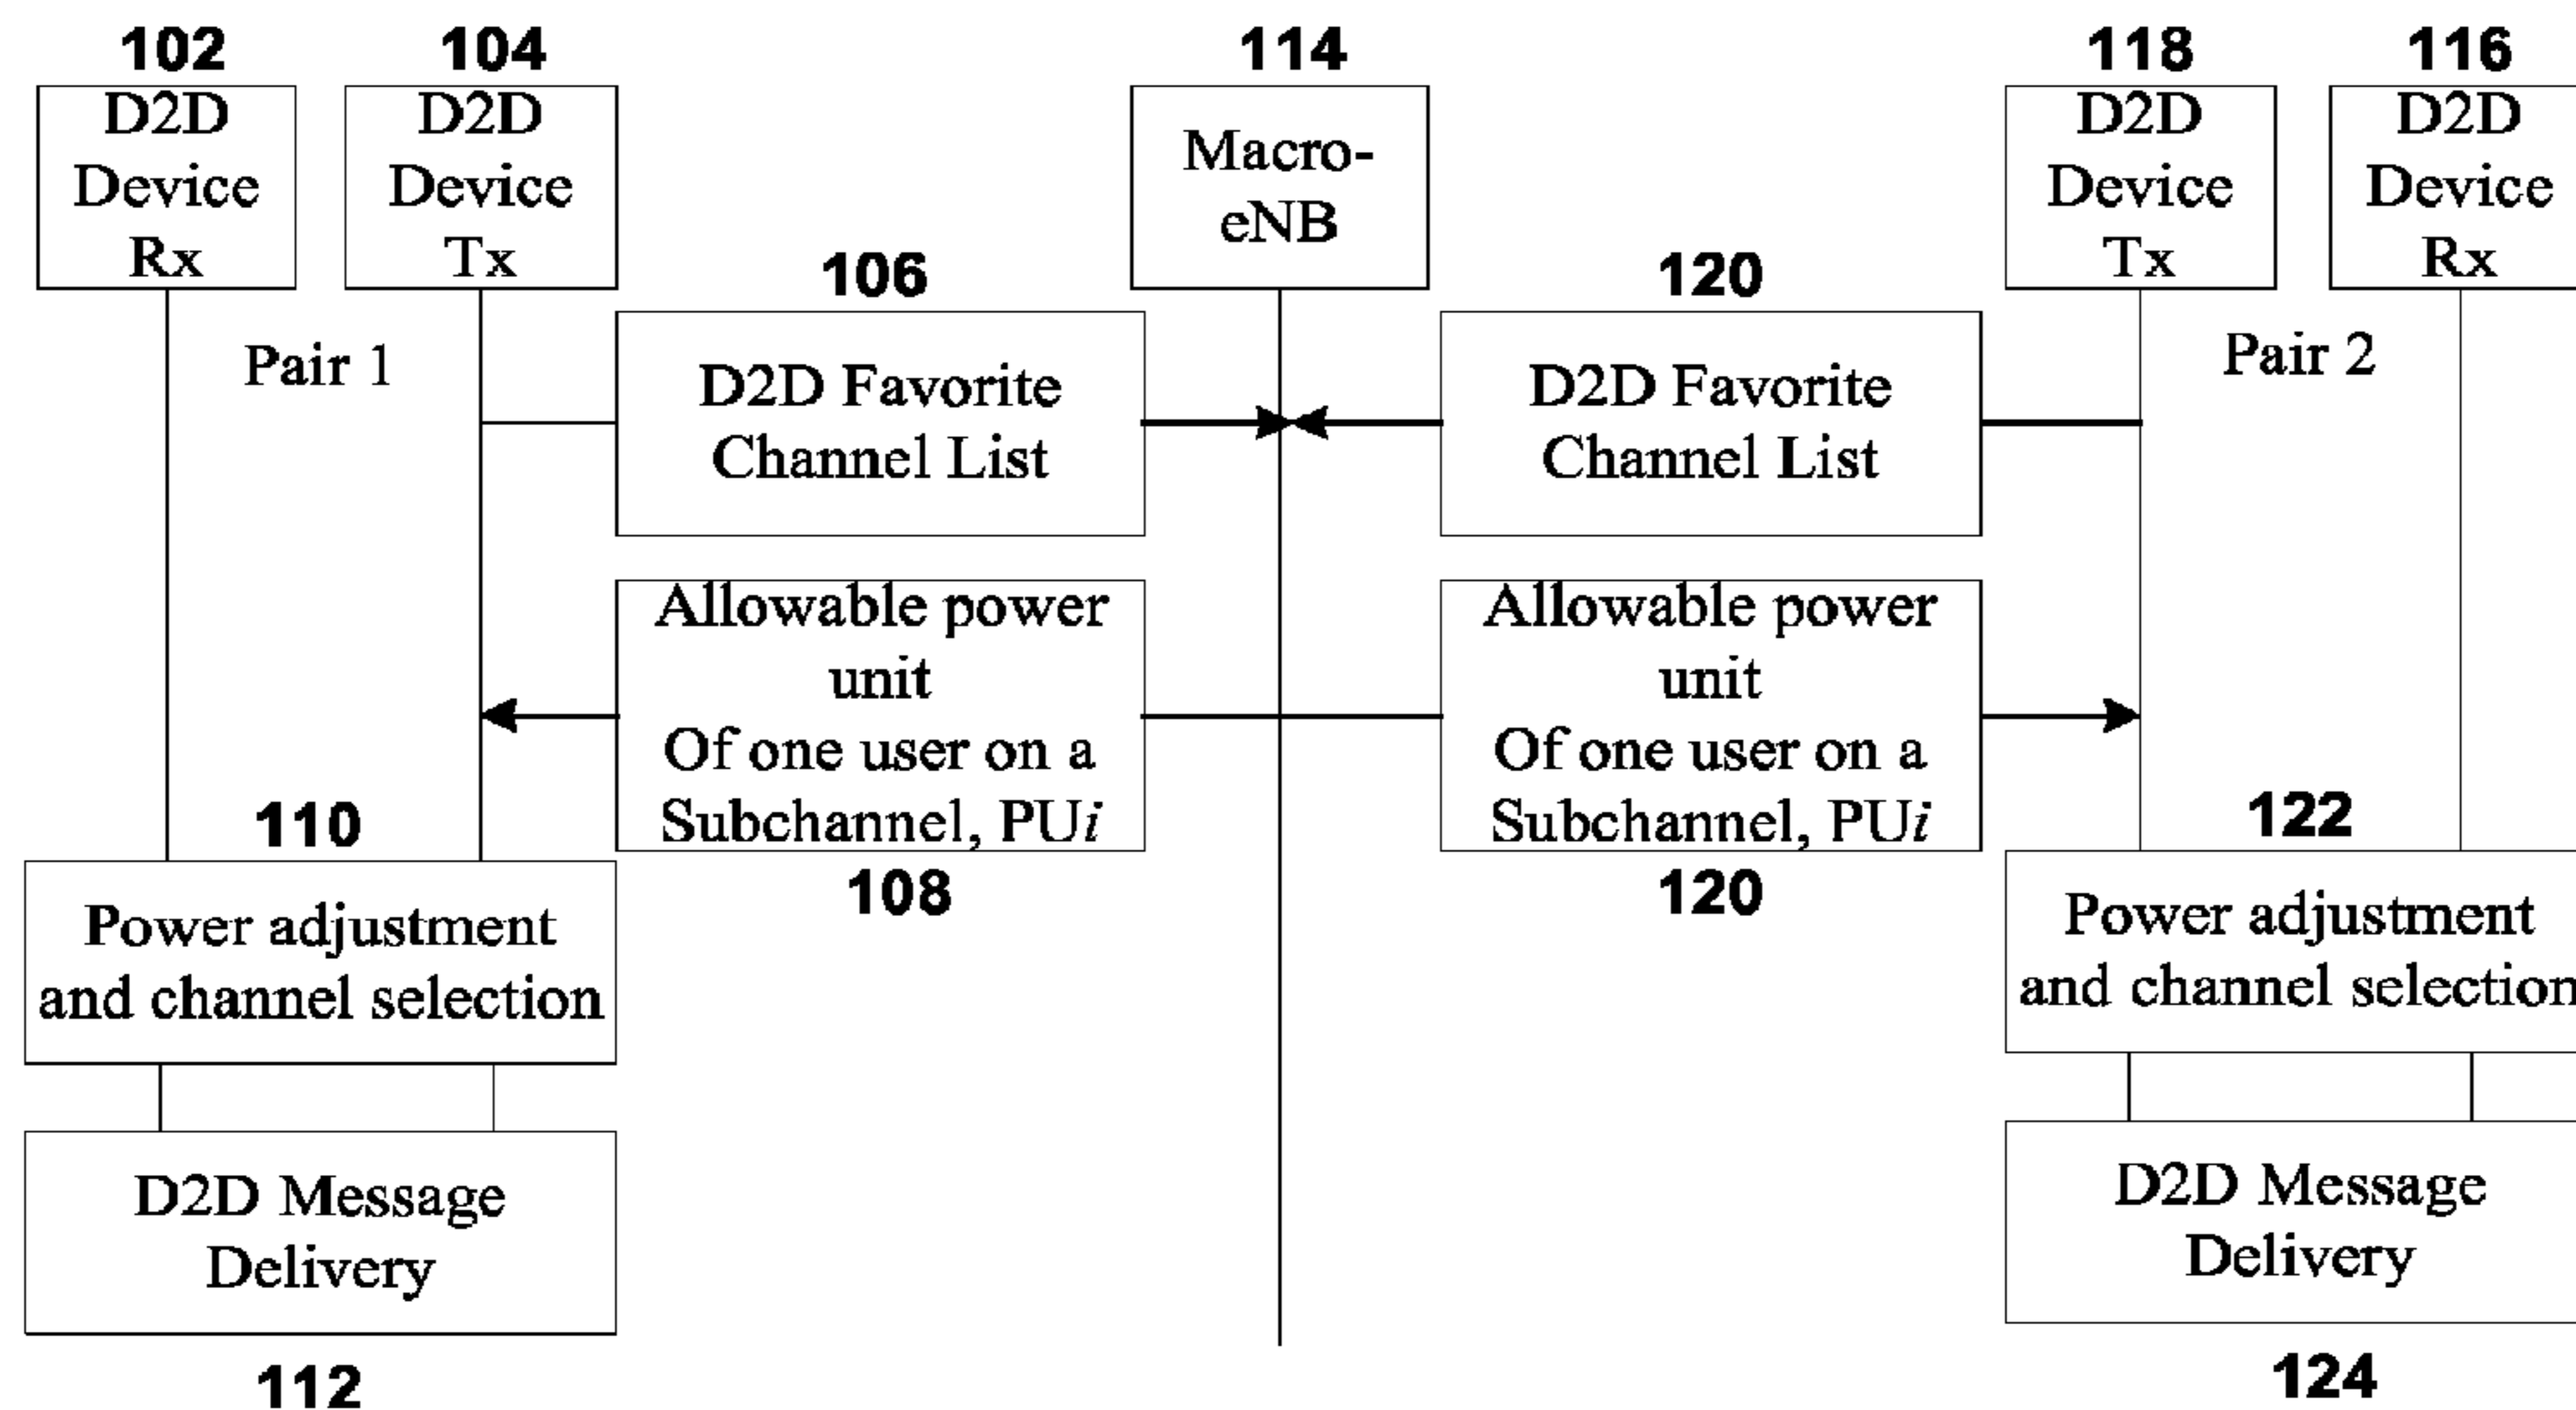 102
104
114
118
116
D2D
Device
Rx
D2D
Device
Tx
Macro-
eNB
D2D
Device
Tx
D2D
Device
Rx
106
120
Pair 1
D2D Favorite
Channel List
D2D Favorite
Channel List
Pair 2
Allowable power
unit
Of one user on a
Subchannel, PUi
Allowable power
unit
Of one user on a
Subchannel, PUi
110
108
120
122
Power adjustment
and channel selection
Power adjustment
and channel selection
D2D Message
Delivery
D2D Message
Delivery
112
124